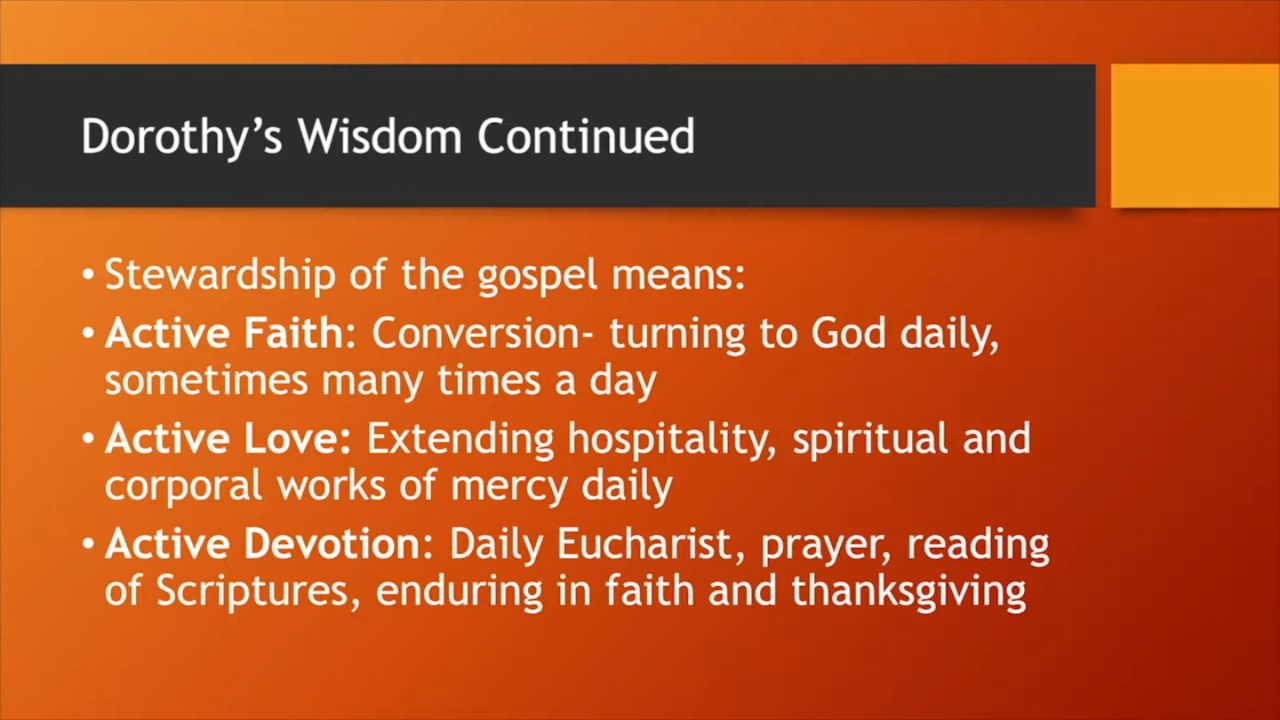 Dorothy’s Wisdom Continued
• Stewardship of the gospel means:
• Active Faith: Conversion- turning to God daily,
sometimes many times a day
• Active Love: Extending hospitality, spiritual and
corporal works of mercy daily
• Active Devotion: Daily Eucharist, prayer, reading
of Scriptures, enduring in faith and thanksgiving